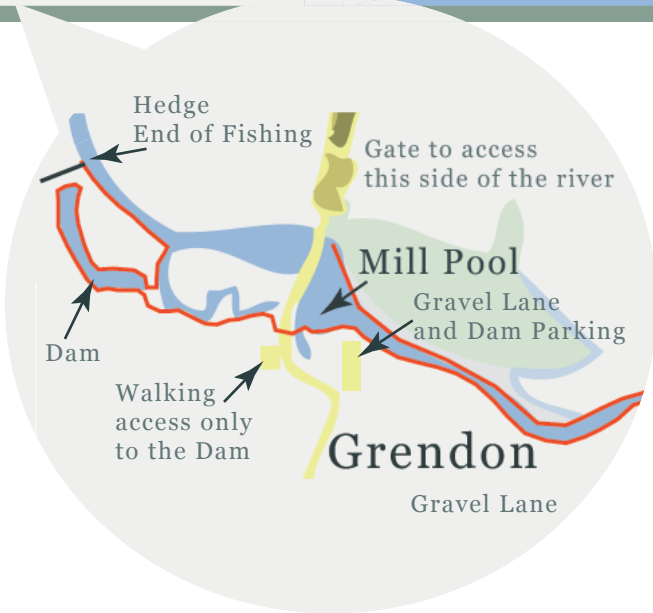 Hedge
End of Fishing
Gate to access
this side of the river
Mill Pool
Gravel Lane
and Dam Parking
Dam
Walking
access only
to the Dam
Grendon
Gravel Lane